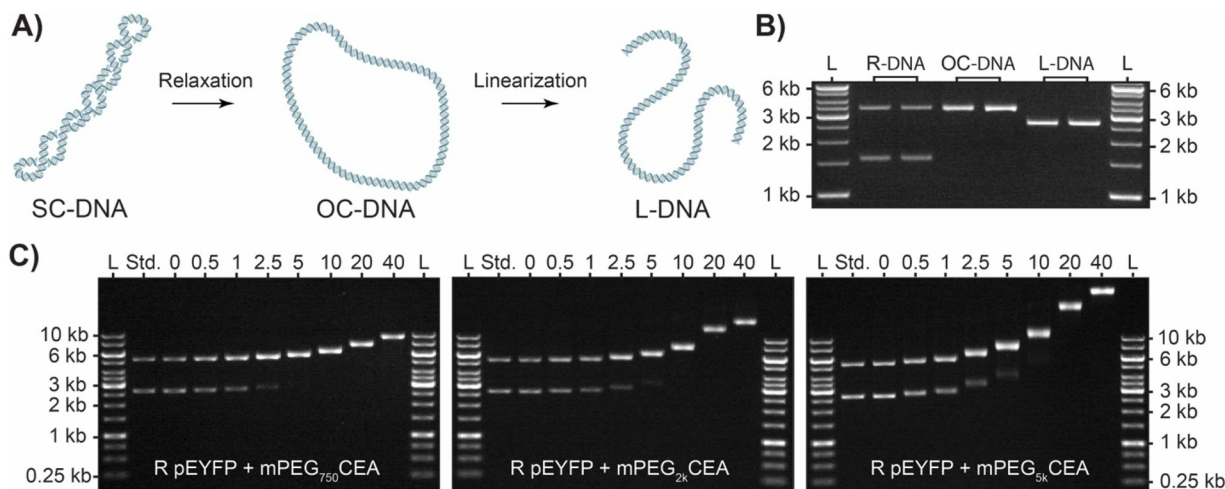 A)
Relaxation
Linearization
SC-DNA
OC-DNA
L-DNA
B)
L R-DNA OC-DNA L-DNA L
6 kb 6 kb
3 kb 3 kb
2 kb 2 kb
1 kb 1 kb
C)
L Std. 0 0.5 1 2.5 5 10 20 40 L
10 kb
6 kb
3 kb
2 kb
1 kb
0.25 kb
R pEYFP + mPEG750CEA
L Std. 0 0.5 1 2.5 5 10 20 40 L
R pEYFP + mPEG2kCEA
L Std. 0 0.5 1 2.5 5 10 20 40 L
R pEYFP + mPEG5kCEA
10 kb
6 kb
3 kb
2 kb
1 kb
0.25 kb